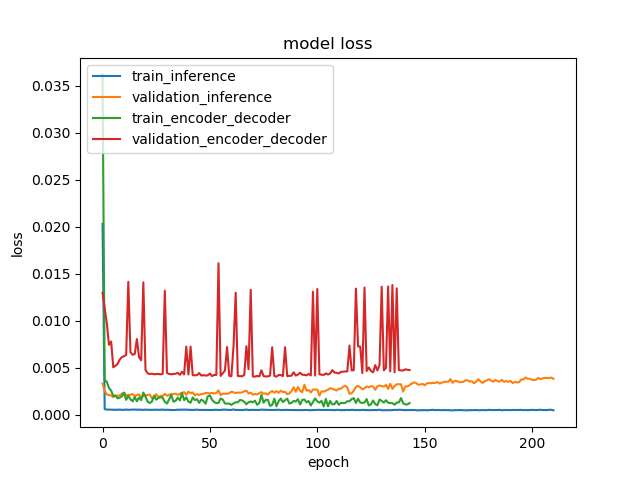 model loss
train_inference
validation_inference
train_encoder_decoder
validation_encoder_decoder
0.035
0.030
0.025
0.020
0.015
0.010
0.005
0.000
loss
0 50 100 150 200
epoch